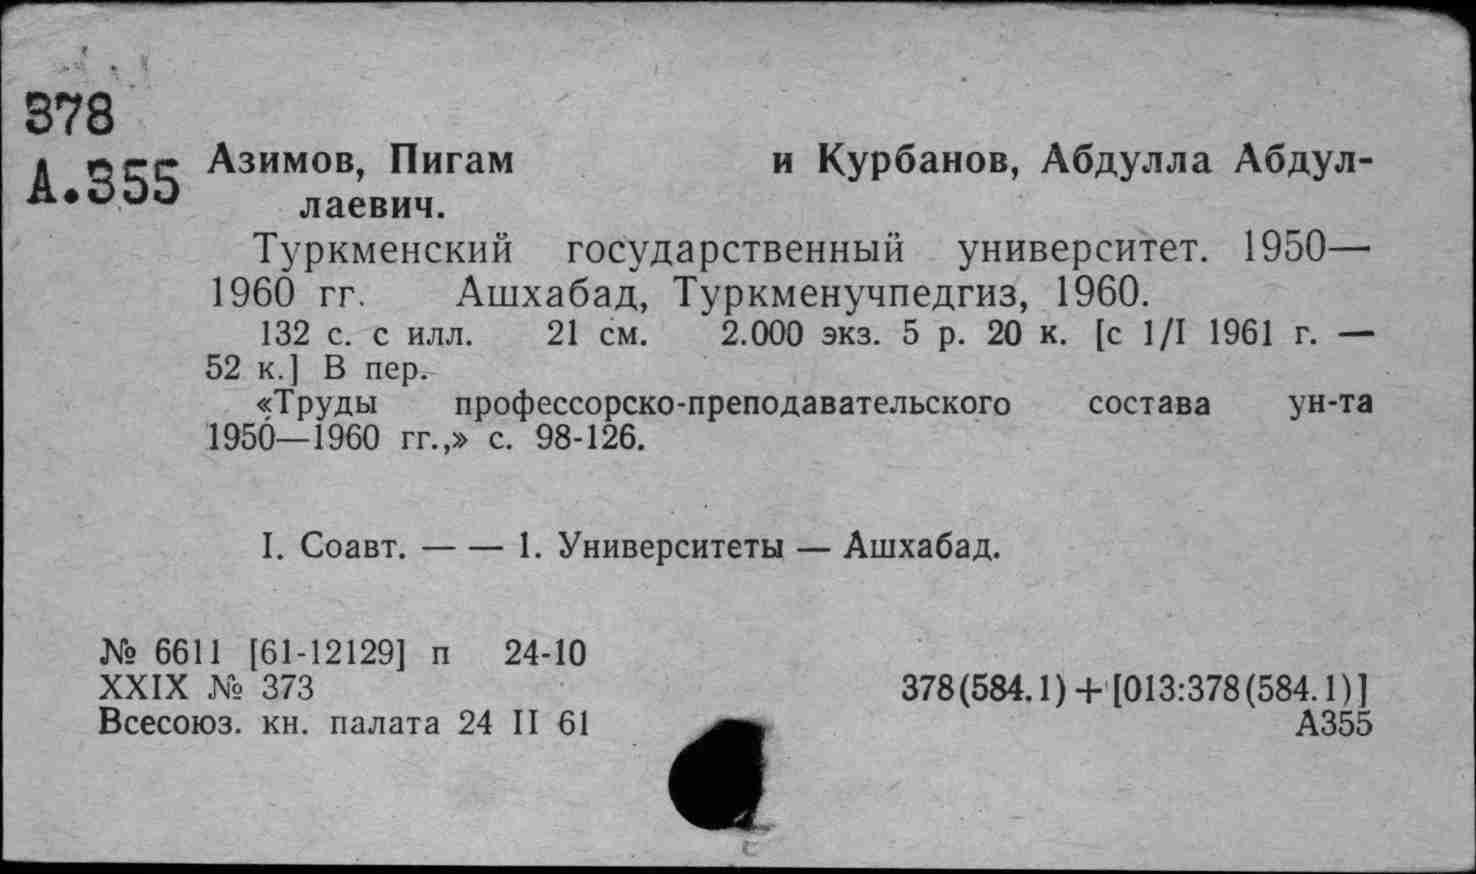 378
А.355
Азимов, Пигам и Курбанов, Абдулла Абдул-
лаевич.
Туркменский государственный университет. 1950—
1960 гг. Ашхабад, Туркменучпедгиз, 1960.
132 с. с илл. 21 см. 2.000 экз. 5 р. 20 к. [с 1/I 1961 г. —
52 к.] В пер.
«Труды профессорско-преподавательского состава ун-та
1950—1960 гг.,» с. 98-126.
I. Соавт. — — 1. Университеты — Ашхабад.
№ 6611 [61-12129] п 24-10
XXIX № 373
Всесоюз. кн. палата 24 II 61
378(584.1)+[013:378(584.1)]
А355